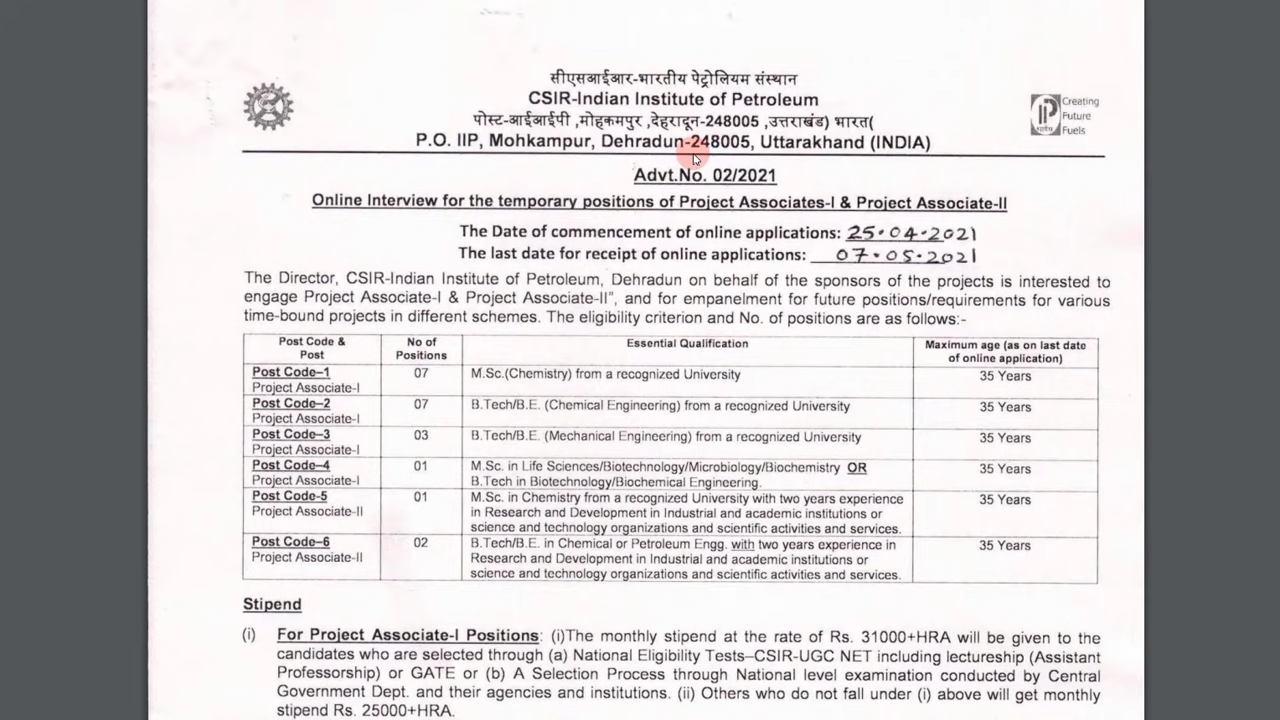 सीएसआईआर-भारतीय पेट्रोलियम संस्थान
CSIR-Indian Institute of Petroleum
पोस्ट-आईआईपी ,मोहकमपुर ,देहरादून-248005 ,उत्तराखंड) भारत(
P.O. IIP, Mohkampur, Dehradun-248005, Uttarakhand (INDIA)
Creating
Future
Fuels
Advt.No. 02/2021
Online Interview for the temporary positions of Project Associates-I & Project Associate-II
The Date of commencement of online applications: 25.04.2021
The last date for receipt of online applications: 07.05.2021
The Director, CSIR-Indian Institute of Petroleum, Dehradun on behalf of the sponsors of the projects is interested to
engage Project Associate-I & Project Associate-II", and for empanelment for future positions/requirements for various
time-bound projects in different schemes. The eligibility criterion and No. of positions are as follows:-
Post Code & Post No of Positions Essential Qualification Maximum age (as on last date of online application)
Post Code–1 07 M.Sc.(Chemistry) from a recognized University 35 Years
Project Associate-I
Post Code–2 07 B.Tech/B.E. (Chemical Engineering) from a recognized University 35 Years
Project Associate-I
Post Code–3 03 B.Tech/B.E. (Mechanical Engineering) from a recognized University 35 Years
Project Associate-I
Post Code–4 01 M.Sc. in Life Sciences/Biotechnology/Microbiology/Biochemistry OR 35 Years
Project Associate-I B.Tech in Biotechnology/Biochemical Engineering.
Post Code-5 01 M.Sc. in Chemistry from a recognized University with two years experience 35 Years
Project Associate-II in Research and Development in Industrial and academic institutions or
science and technology organizations and scientific activities and services.
Post Code–6 02 B.Tech/B.E. in Chemical or Petroleum Engg. with two years experience in 35 Years
Project Associate-II Research and Development in Industrial and academic institutions or
science and technology organizations and scientific activities and services.
Stipend
(i) For Project Associate-I Positions: (i)The monthly stipend at the rate of Rs. 31000+HRA will be given to the
candidates who are selected through (a) National Eligibility Tests–CSIR-UGC NET including lectureship (Assistant
Professorship) or GATE or (b) A Selection Process through National level examination conducted by Central
Government Dept. and their agencies and institutions. (ii) Others who do not fall under (i) above will get monthly
stipend Rs. 25000+HRA.